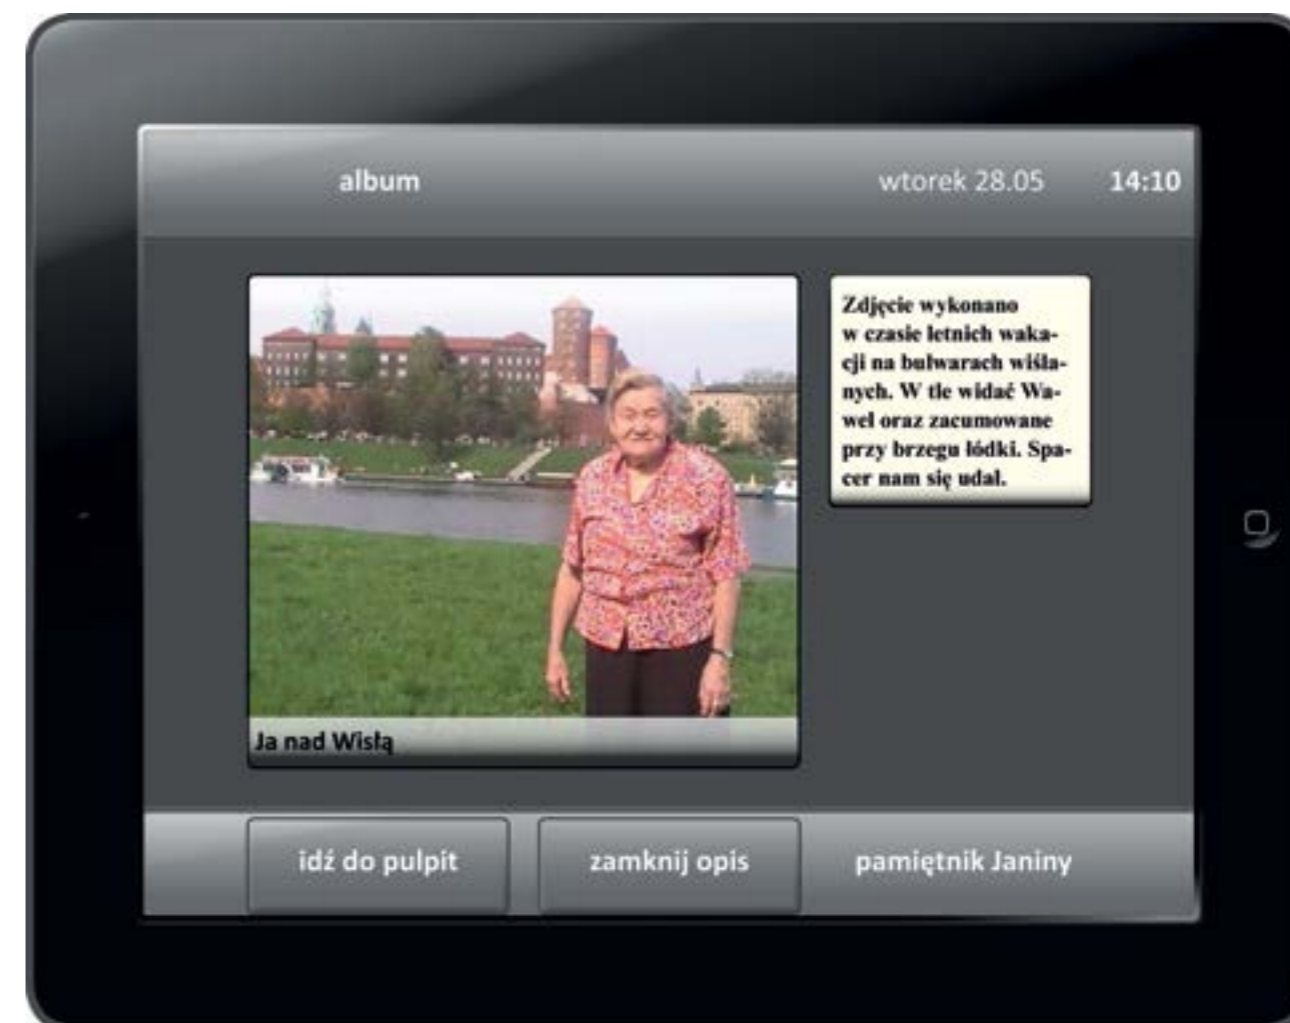 album
wtorek 28.05
14:10
Zdjęcie wykonano
w czasie letnich waka-
cji na bulwarach wiśla-
nych. W tle widać Wa-
wel oraz zacumowane
przy brzegu łódki. Spa-
cer nam się udał.
Ja nad Wisłą
idź do pulpit
zamknij opis
pamiętnik Janiny